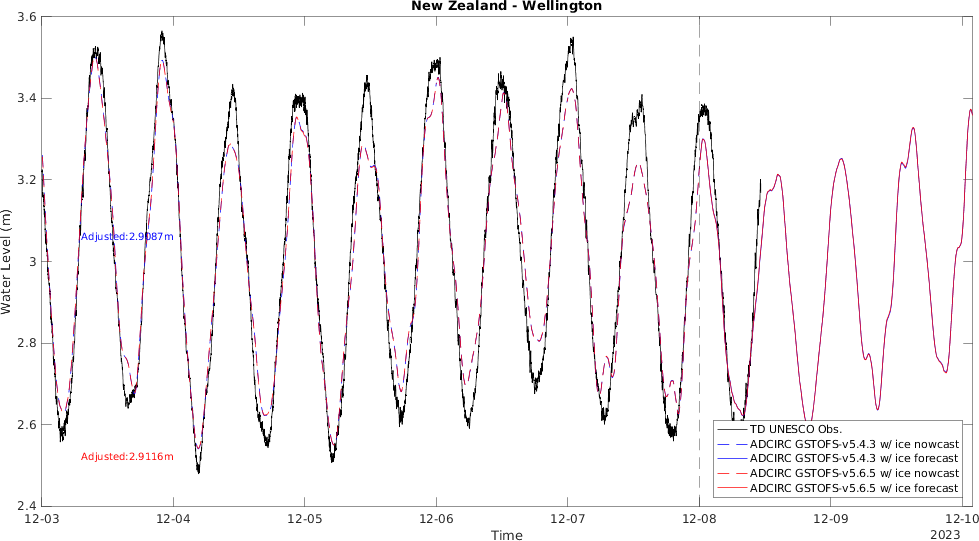 New Zealand - Wellington
3.6
3.4
3.2
3
2.8
2.6
2.4
Water Level (m)
Adjusted:2.9087m
Adjusted:2.9116m
TD UNESCO Obs.
ADCIRC GSTOFS-v5.4.3 w/ ice nowcast
ADCIRC GSTOFS-v5.4.3 w/ ice forecast
ADCIRC GSTOFS-v5.6.5 w/ ice nowcast
ADCIRC GSTOFS-v5.6.5 w/ ice forecast
12-03 12-04 12-05 12-06 12-07 12-08 12-09 12-10
Time
2023